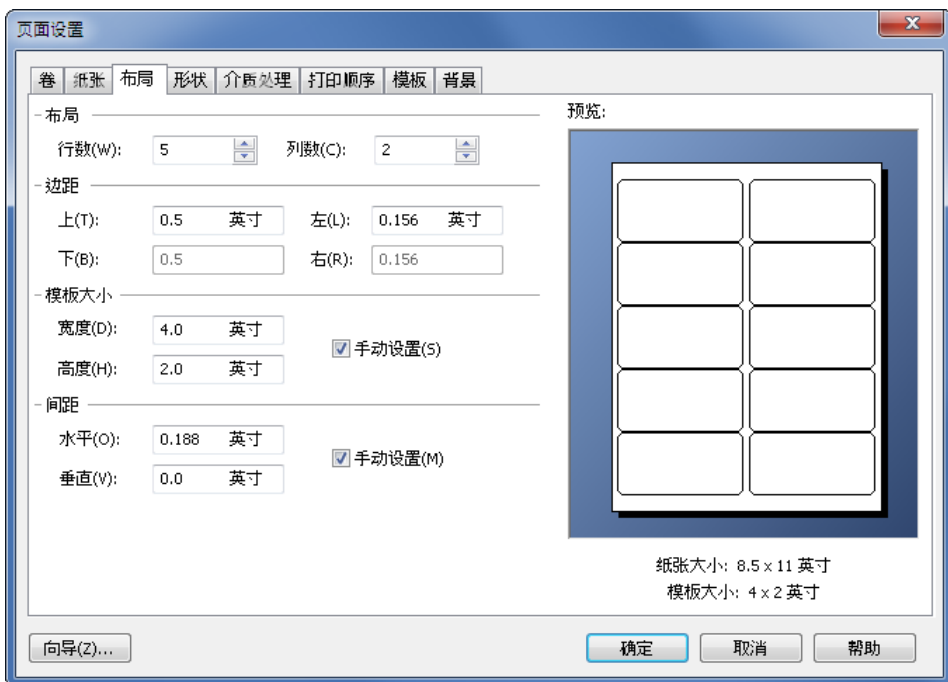 页面设置
卷 纸张 布局 形状 介质处理 打印顺序 模板 背景
布局
行数(W): 5 列数(C): 2
边距
上(T): 0.5 英寸 左(L): 0.156 英寸
下(B): 0.5 右(R): 0.156
模板大小
宽度(D): 4.0 英寸
手动设置(S)
高度(H): 2.0 英寸
间距
水平(O): 0.188 英寸
手动设置(M)
垂直(V): 0.0 英寸
预览:
纸张大小: 8.5 x 11 英寸
模板大小: 4 x 2 英寸
向导(Z)... 确定 取消 帮助